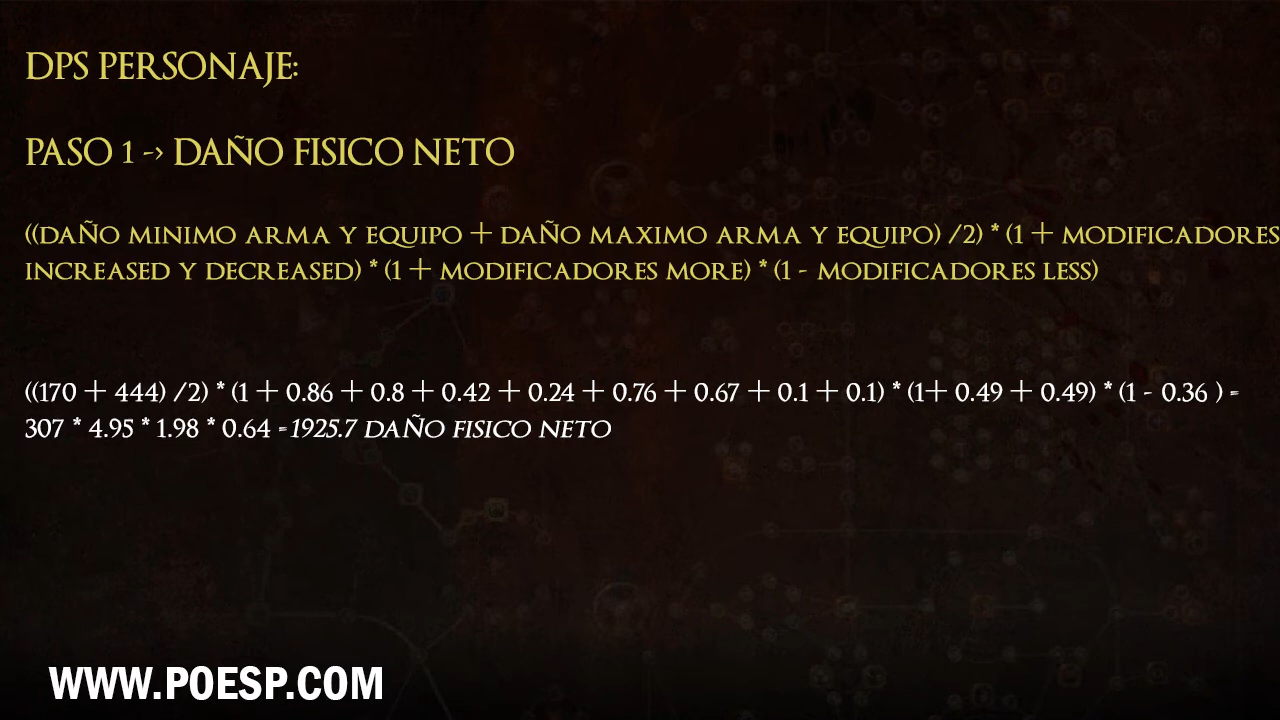 DPS PERSONAJE:
PASO 1 -> DAÑO FISICO NETO
((DAÑO MINIMO ARMA Y EQUIPO + DAÑO MAXIMO ARMA Y EQUIPO) /2) * (1 + MODIFICADORES
INCREASED Y DECREASED) * (1 + MODIFICADORES MORE) * (1 - MODIFICADORES LESS)
((170 + 444) /2) * (1 + 0.86 + 0.8 + 0.42 + 0.24 + 0.76 + 0.67 + 0.1 + 0.1) * (1+ 0.49 + 0.49) * (1 - 0.36 ) =
307 * 4.95 * 1.98 * 0.64 =1925.7 DAÑO FISICO NETO
WWW.POESP.COM